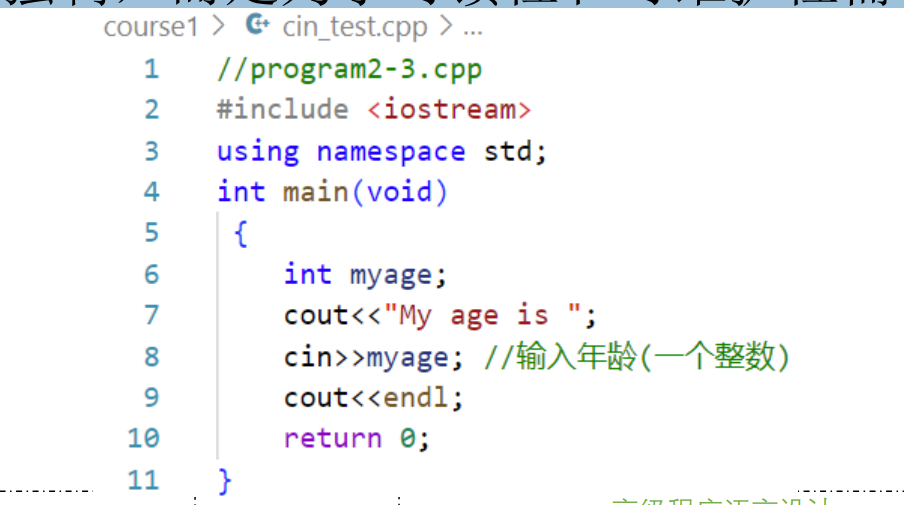 course1 > cin_test.cpp > ...
1 //program2-3.cpp
2 #include <iostream>
3 using namespace std;
4 int main(void)
5 {
6 int myage;
7 cout<<"My age is ";
8 cin>>myage; //输入年龄(一个整数)
9 cout<<endl;
10 return 0;
11 }